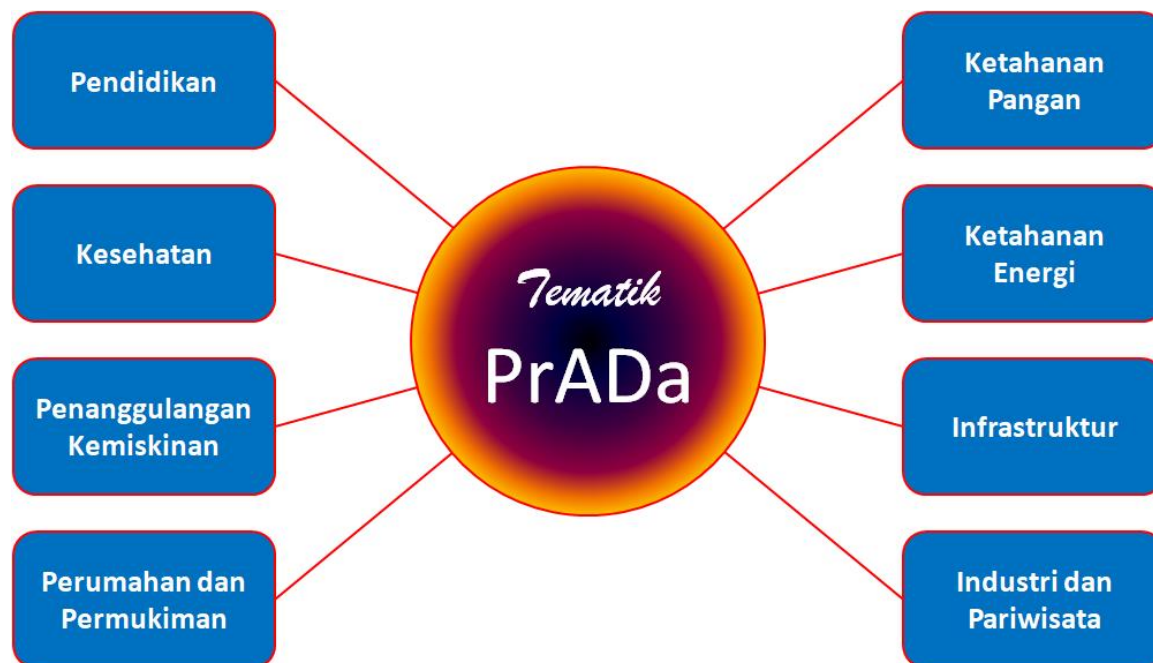 Pendidikan
Kesehatan
Penanggulangan
Kemiskinan
Perumahan dan
Permukiman
Tematik
PrADa
Ketahanan
Pangan
Ketahanan
Energi
Infrastruktur
Industri dan
Pariwisata